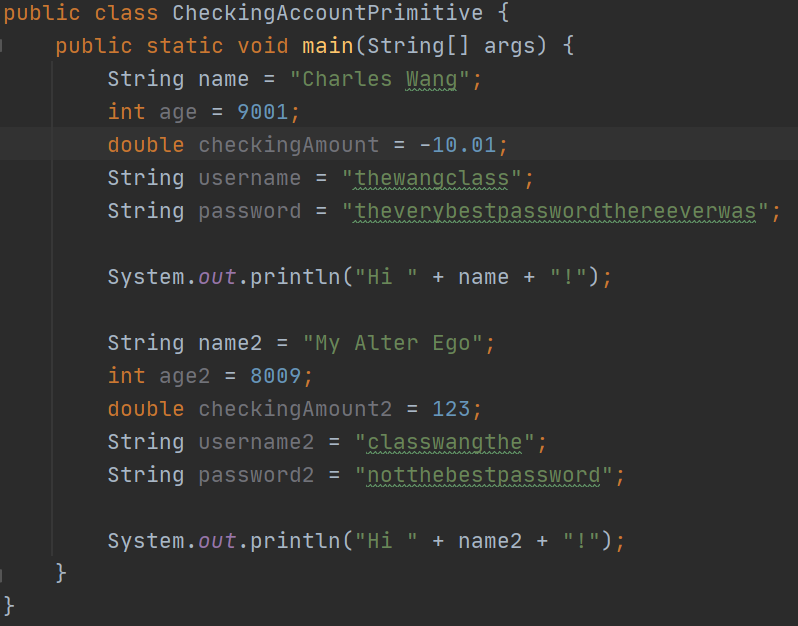 public class CheckingAccountPrimitive {
    public static void main(String[] args) {
        String name = "Charles Wang";
        int age = 9001;
        double checkingAmount = -10.01;
        String username = "thewangclass";
        String password = "theverybestpasswordthereeverwas";

        System.out.println("Hi " + name + "!");

        String name2 = "My Alter Ego";
        int age2 = 8009;
        double checkingAmount2 = 123;
        String username2 = "classwangthe";
        String password2 = "notthebestpassword";

        System.out.println("Hi " + name2 + "!");
    }
}